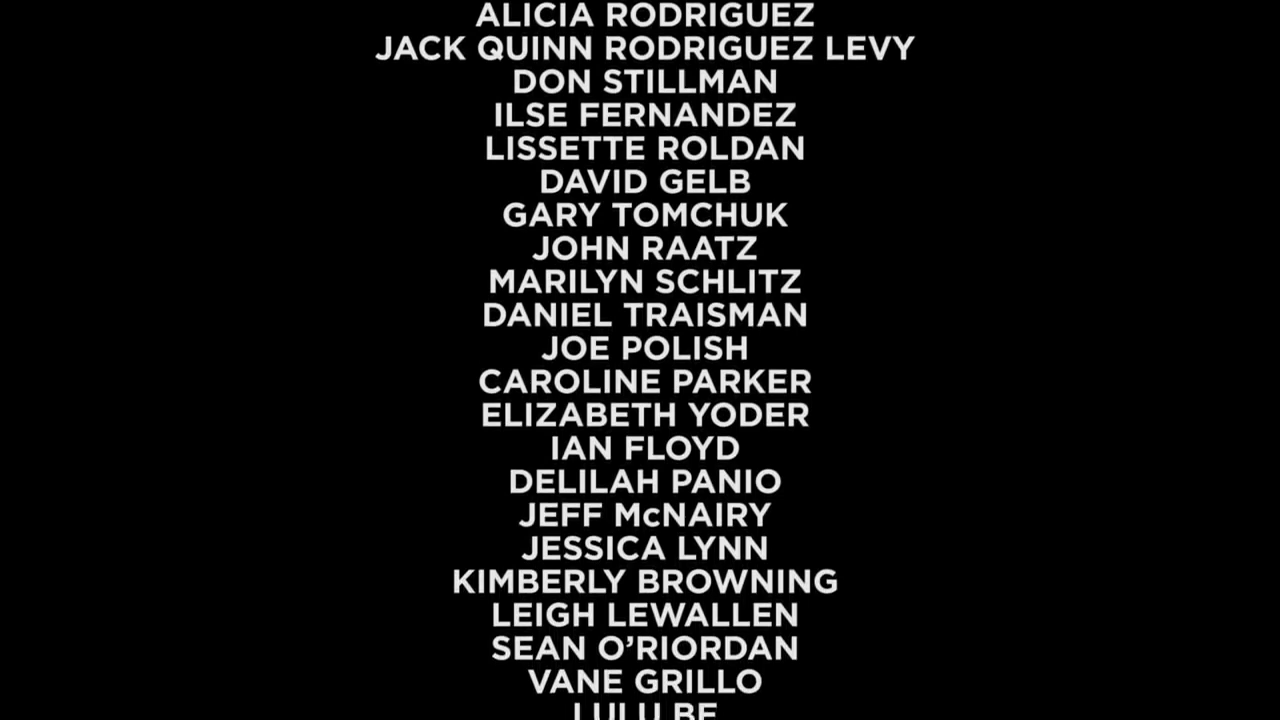 ALICIA RODRIGUEZ
JACK QUINN RODRIGUEZ LEVY
DON STILLMAN
ILSE FERNANDEZ
LISSETTE ROLDAN
DAVID GELB
GARY TOMCHUK
JOHN RAATZ
MARILYN SCHLITZ
DANIEL TRAISMAN
JOE POLISH
CAROLINE PARKER
ELIZABETH YODER
IAN FLOYD
DELILAH PANIO
JEFF McNAIRY
JESSICA LYNN
KIMBERLY BROWNING
LEIGH LEWALLEN
SEAN O’RIORDAN
VANE GRILLO
LULU BE